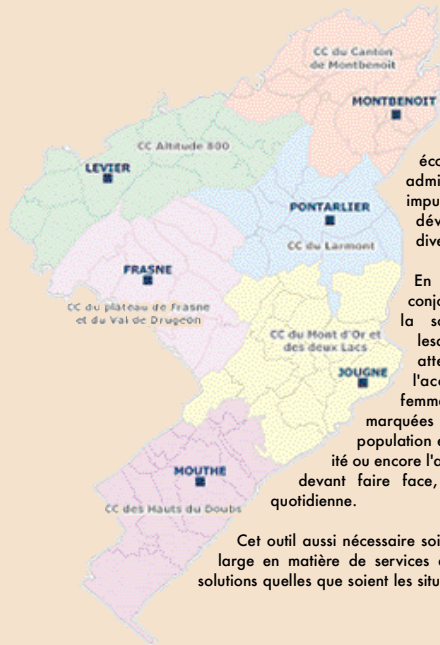 CC du Canton
de Montbenoit
MONTBENOIT
CC Altitude 800
LEVIER
PONTARLIER
CC du Larmont
FRASNE
CC du plateau de Frasne
et du Val de Drugeon
CC du Mont d'Or et
des deux Lacs
JOUGNE
MOUTHE
CC des Hauts du Doubs
éco
admi
impu
dév
dive
En
conjo
la so
lesc
atte
l'acc
femme
marquées
population e
ité ou encore l'a
devant faire face,
quotidienne.
Cet outil aussi nécessaire soi
large en matière de services
solutions quelles que soient les situ